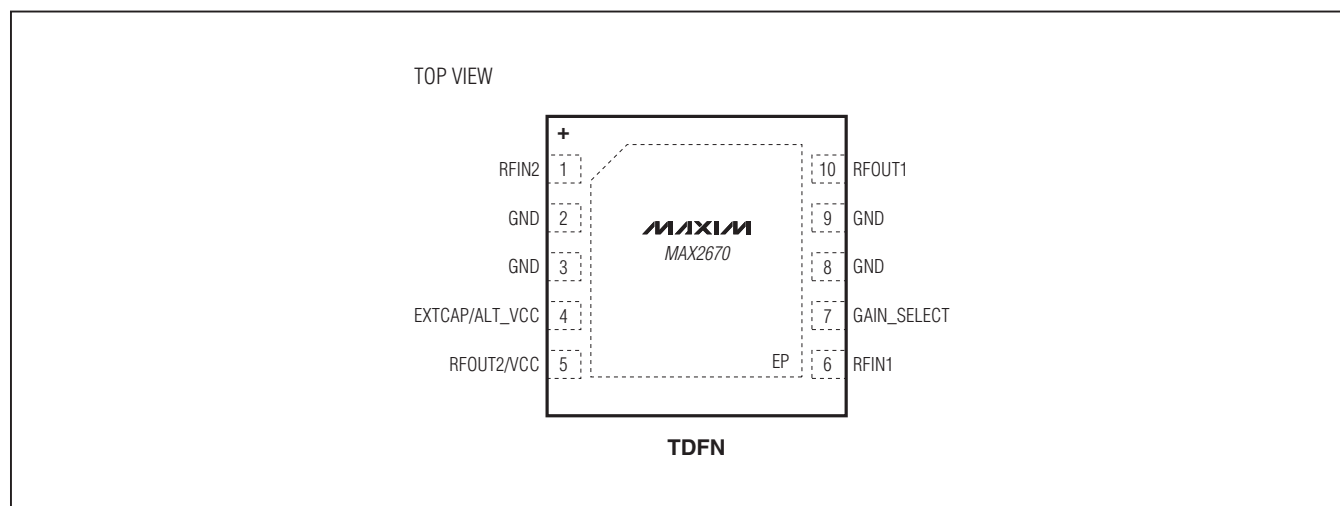 TOP VIEW
+
RFIN2 1
GND 2
GND 3
EXTCAP/ALT_VCC 4
RFOUT2/VCC 5
MAXIM
MAX2670
EP
10 RFOUT1
9 GND
8 GND
7 GAIN_SELECT
6 RFIN1
TDFN